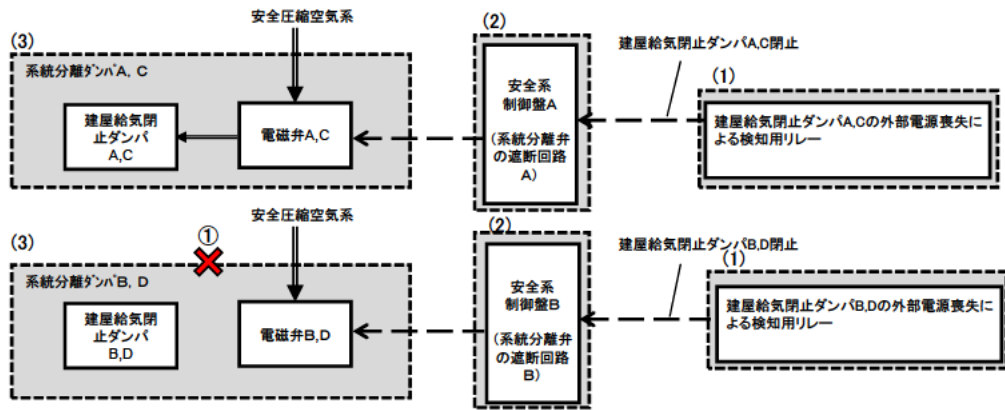 安全圧縮空気系
(3)
系統分離ダンパA, C
建屋給気閉
止ダンパ
A,C
電磁弁A,C
(2)
安全系
制御盤A
(系統分離弁
の遮断回路
A)
建屋給気閉止ダンパA,C閉止
(1)
建屋給気閉止ダンパA,Cの外部電源喪失に
よる検知用リレー
安全圧縮空気系
(3)
①
系統分離ダンパB, D
建屋給気閉
止ダンパ
B,D
電磁弁B,D
(2)
安全系
制御盤B
(系統分離弁
の遮断回路
B)
建屋給気閉止ダンパB,D閉止
(1)
建屋給気閉止ダンパB,Dの外部電源喪失に
よる検知用リレー